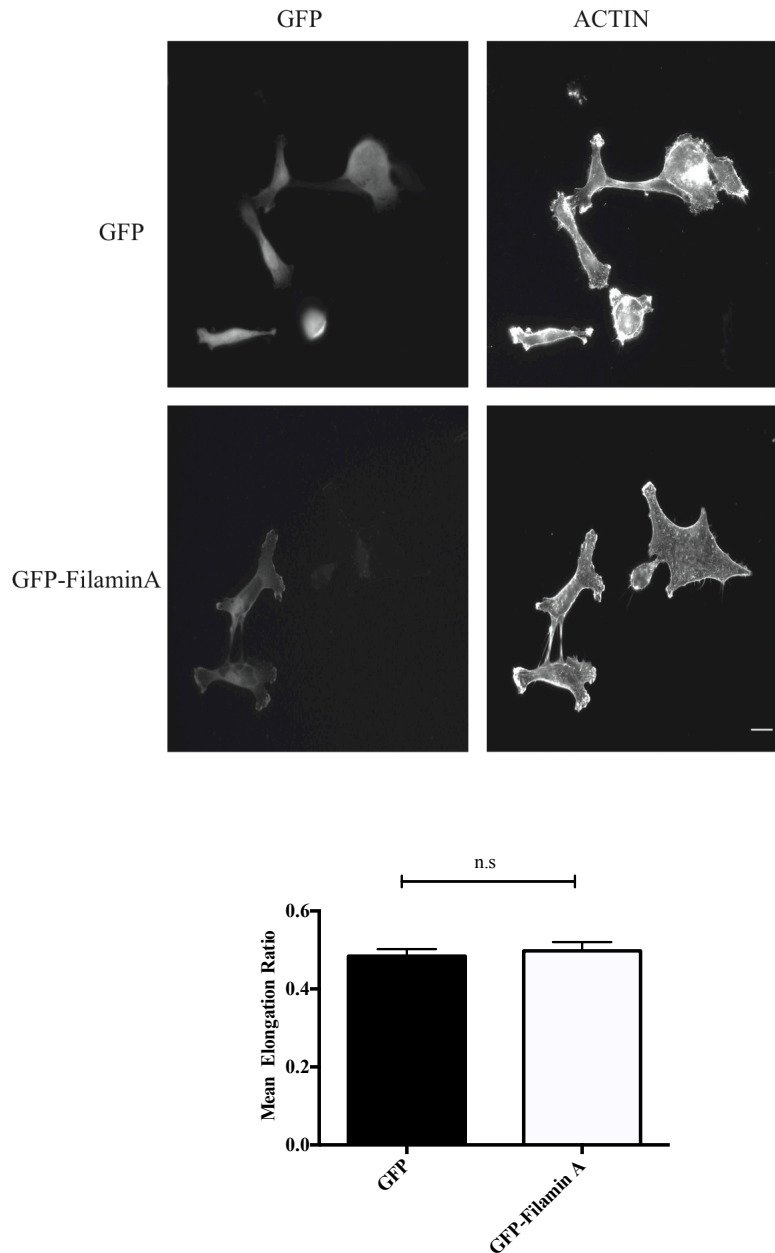 GFP ACTIN
GFP
GFP-FilaminA
n.s
0.6
0.4
0.2
0.0
Mean Elongation Ratio
GFP
GFP-Filamin A